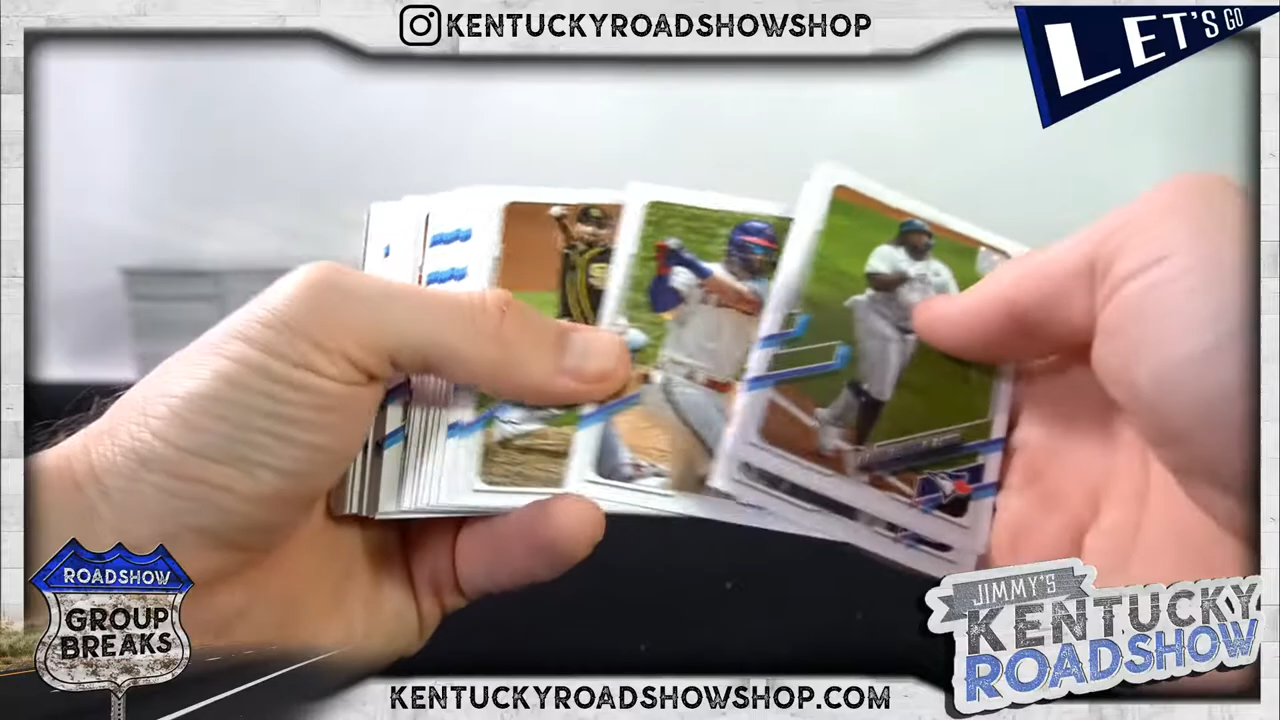 KENTUCKYROADSHOWSHOP
LET'S GO
ROADSHOW
GROUP
BREAKS
JIMMY'S
KENTUCKY
ROADSHOW
KENTUCKYROADSHOWSHOP.COM